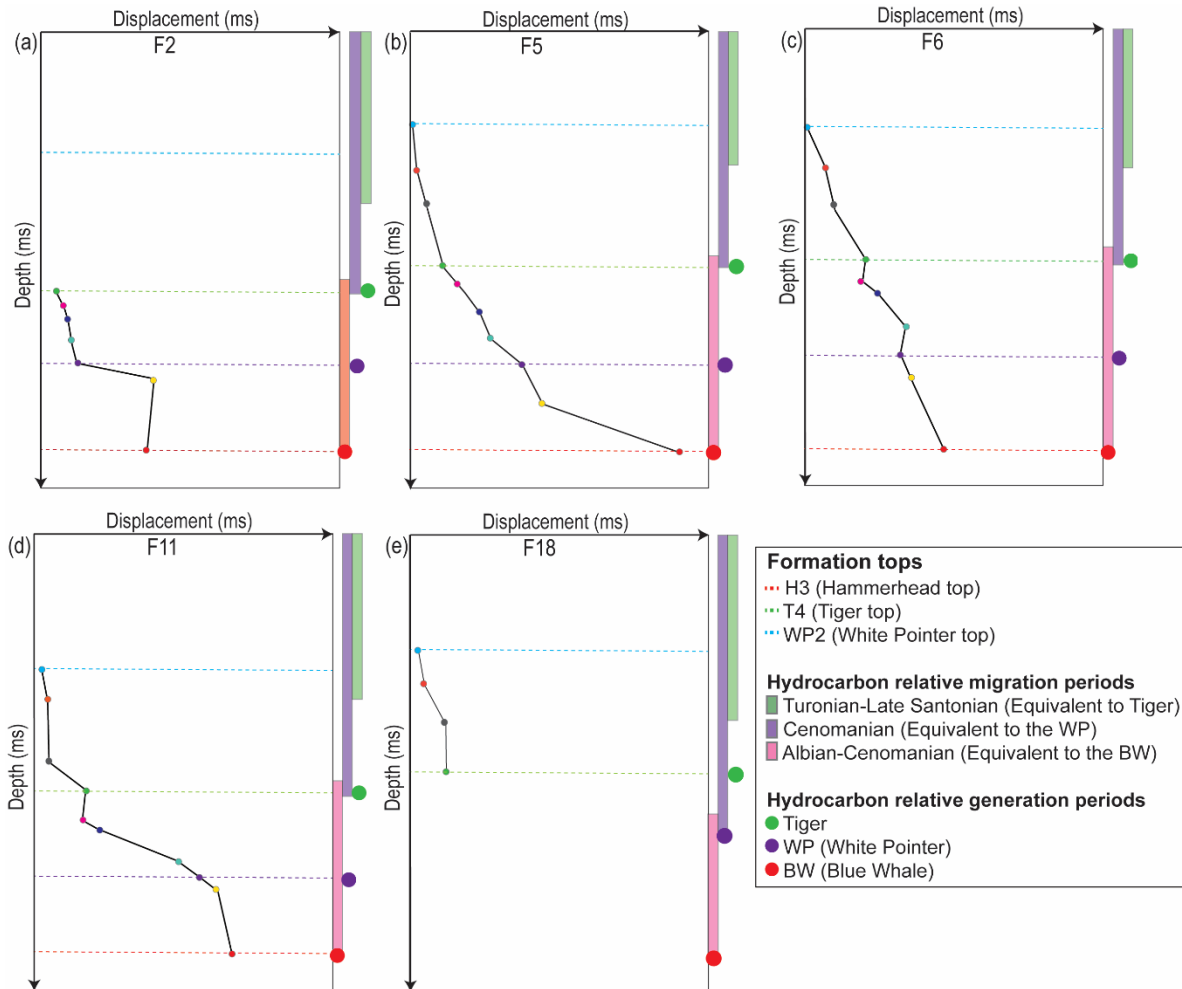 Displacement (ms)
(a)
F2
Depth (ms)
Displacement (ms)
(b)
F5
Depth (ms)
Displacement (ms)
(c)
F6
Depth (ms)
Displacement (ms)
(d)
F11
Depth (ms)
Displacement (ms)
(e)
F18
Depth (ms)
Formation tops
H3 (Hammerhead top)
T4 (Tiger top)
WP2 (White Pointer top)
Hydrocarbon relative migration periods
Turonian-Late Santonian (Equivalent to Tiger)
Cenomanian (Equivalent to the WP)
Albian-Cenomanian (Equivalent to the BW)
Hydrocarbon relative generation periods
Tiger
WP (White Pointer)
BW (Blue Whale)